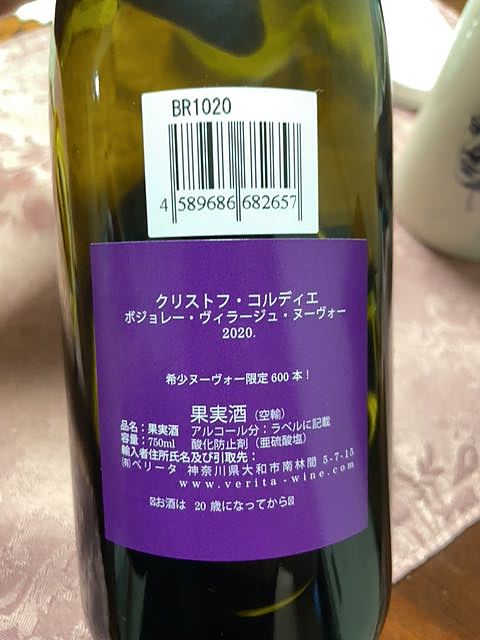 BR1020
4 589686 682657
クリストフ・コルディエ
ボジョレー・ヴィラージュ・ヌーヴォー
2020.
希少ヌーヴォー限定 600 本！
果実酒（空輸）
品名：果実酒　アルコール分：ラベルに記載
容量：750ml　酸化防止剤（亜硫酸塩）
輸入者住所氏名及び引取先：
㈲ベリータ　神奈川県大和市南林間 5-7-15
www.verita-wine.com
〼お酒は 20 歳になってから〼